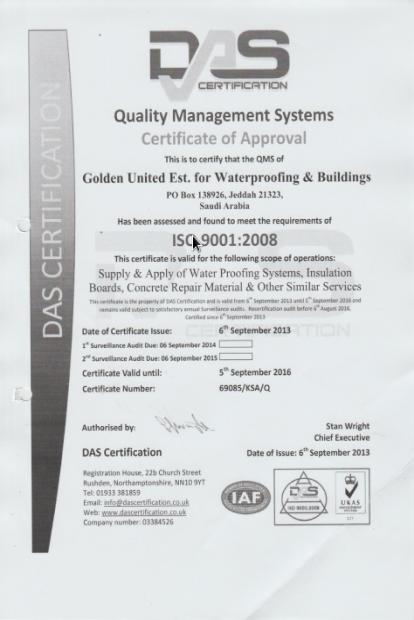 DAS
CERTIFICATION
DAS CERTIFICATION
Quality Management Systems
Certificate of Approval
This is to certify that the QMS of
Golden United Est. for Waterproofing & Buildings
PO Box 138926, Jeddah 21323,
Saudi Arabia
Has been assessed and found to meet the requirements of
ISO 9001:2008
This certificate is valid for the following scope of operations:
Supply & Apply of Water Proofing Systems, Insulation
Boards, Concrete Repair Material & Other Similar Services
This certificate is the property of DAS Certification and is valid from 6th September 2013 until 5th September 2016 and
remains valid subject to satisfactory annual Surveillance audits. Recertification audit before 6th August 2016,
Certified since 6th September 2013
CERTIFICATION
Date of Certificate Issue: 6th September 2013
1st Surveillance Audit Due: 06 September 2014
2nd Surveillance Audit Due: 06 September 2015
Certificate Valid until: 5th September 2016
Certificate Number: 69085/KSA/Q
Authorised by:
Stan Wright
Chief Executive
DAS Certification
Date of Issue: 6th September 2013
Registration House, 22b Church Street
Rushden, Northamptonshire, NN10 9YT
Tel: 01933 381859
Email: info@dascertification.co.uk
Web: www.dascertification.co.uk
Company number: 03384526
IAF
DAS
ISO 9001:2008
UKAS
MANAGEMENT
SYSTEMS